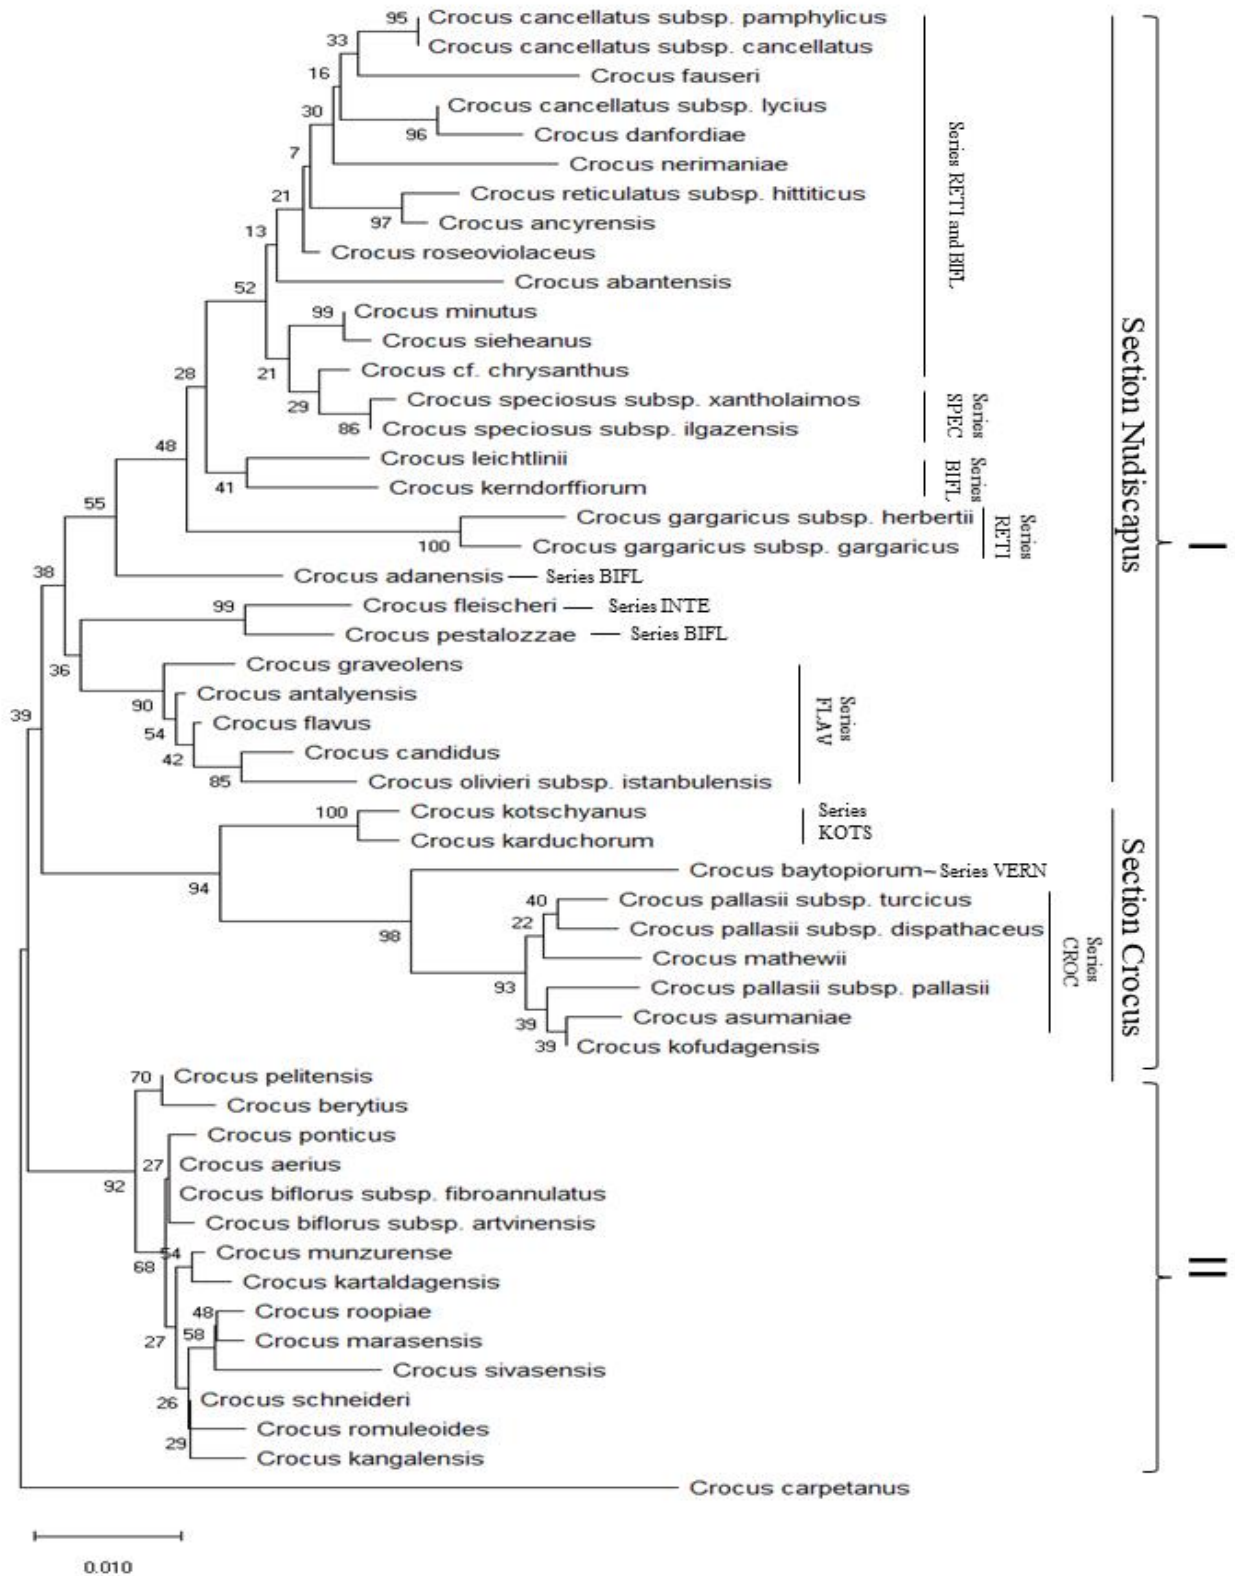 95 Crocus cancellatus subsp. pamphylicus
33 Crocus cancellatus subsp. cancellatus
16 Crocus fauseri
30 Crocus cancellatus subsp. lycius
96 Crocus danfordiae
7 Crocus nerimaniae
21 Crocus reticulatus subsp. hittiticus
97 Crocus ancyrensis
13 Crocus roseoviolaceus
52 Crocus abantensis
99 Crocus minutus
Crocus sieheanus
28 21 Crocus cf. chrysanthus
29 Crocus speciosus subsp. xantholaimos
86 Crocus speciosus subsp. ilgazensis
48 Crocus leichtlinii
41 Crocus kerndorffiorum
55 Crocus gargaricus subsp. herbertii
100 Crocus gargaricus subsp. gargaricus
38 Crocus adanensis Series BIFL
99 Crocus fleischeri Series INTE
Crocus pestalozzae Series BIFL
36 Crocus graveolens
90 Crocus antalyensis
39 54 Crocus flavus
42 Crocus candidus
85 Crocus olivieri subsp. istanbulensis
100 Crocus kotschyanus
Crocus karduchorum
94 Crocus baytopiorum Series VERN
40 Crocus pallasii subsp. turcicus
22 Crocus pallasii subsp. dispathaceus
98 Crocus mathewii
93 Crocus pallasii subsp. pallasii
39 Crocus asumaniae
39 Crocus kofudagensis
70 Crocus pelitensis
Crocus berytius
Crocus ponticus
27 Crocus aerius
92 Crocus biflorus subsp. fibroannulatus
Crocus biflorus subsp. artvinensis
54 Crocus munzurense
68 Crocus kartaldagensis
48 Crocus roopiae
27 58 Crocus marasensis
Crocus sivasensis
26 Crocus schneideri
Crocus romuleoides
29 Crocus kangalensis
Crocus carpetanus
0.010
Series RETI and BIFL
Series
SPEC
Series
BIFL
Series
RETI
Series
FLAV
Series
KOTS
Series
CROC
Section Nudiscapus
Section Crocus
I
II